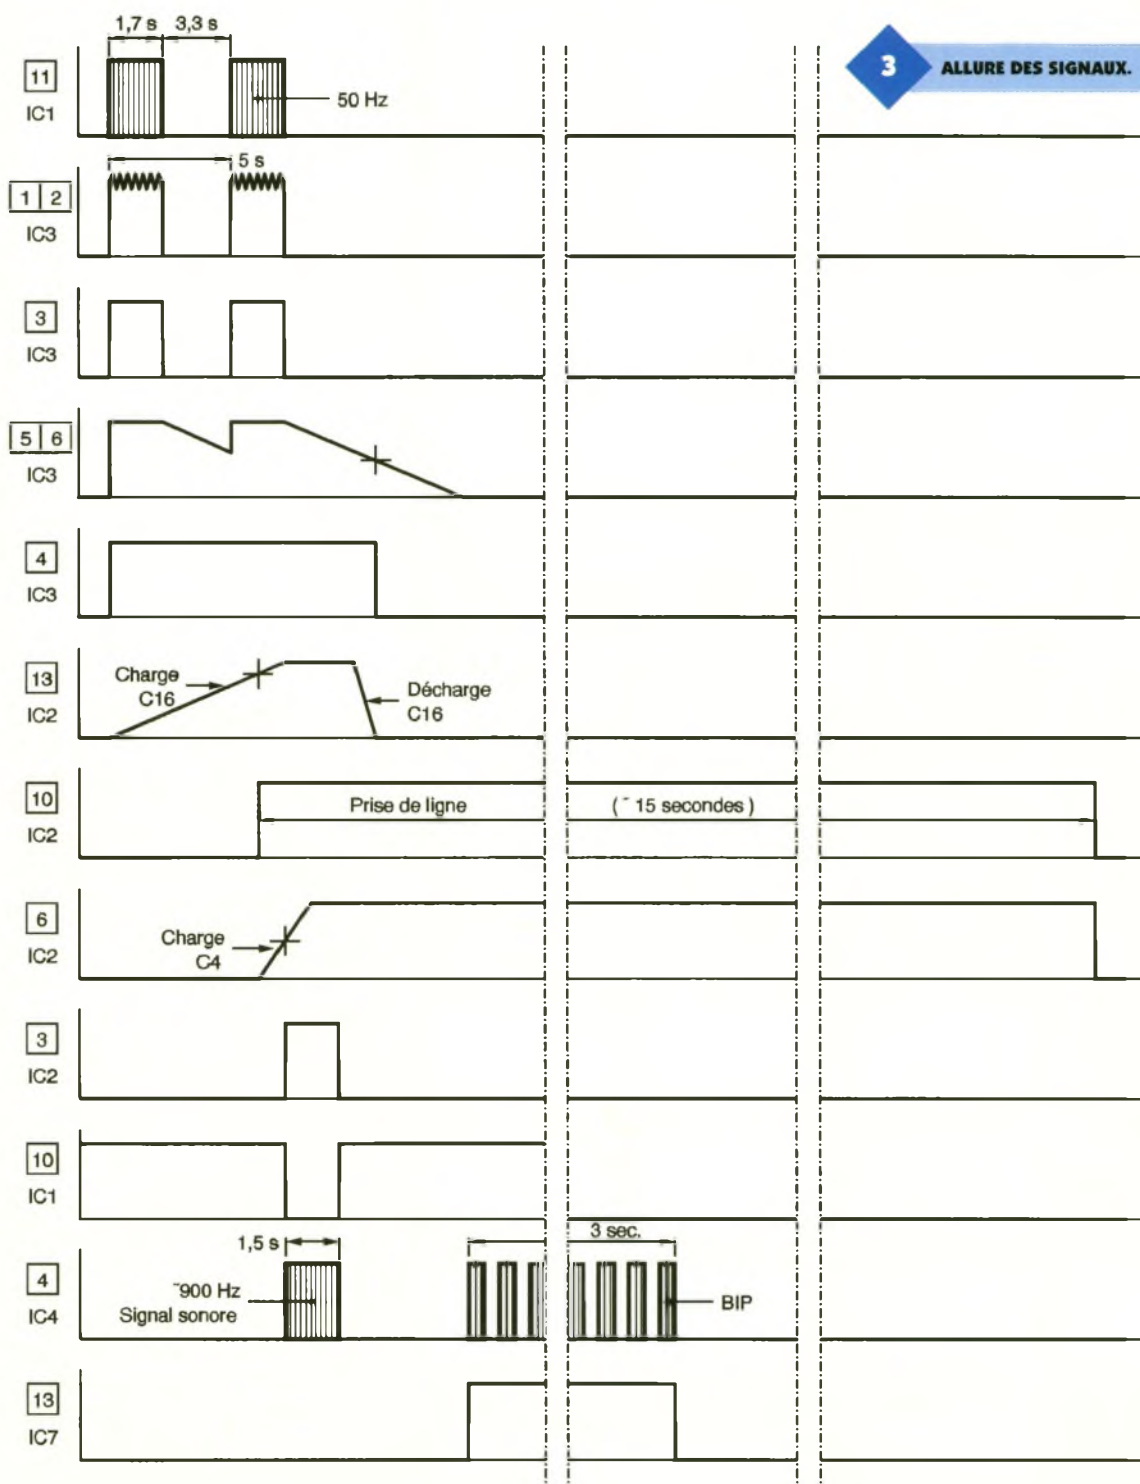 1,7 s 3,3 s
3 ALLURE DES SIGNAUX.
11
IC1
50 Hz
5 s
1 2
IC3
3
IC3
5 6
IC3
4
IC3
13
IC2
Charge
C16
Décharge
C16
10
IC2
Prise de ligne (~ 15 secondes)
6
IC2
Charge
C4
3
IC2
10
IC1
1,5 s
3 sec.
4
IC4
~900 Hz
Signal sonore
BIP
13
IC7